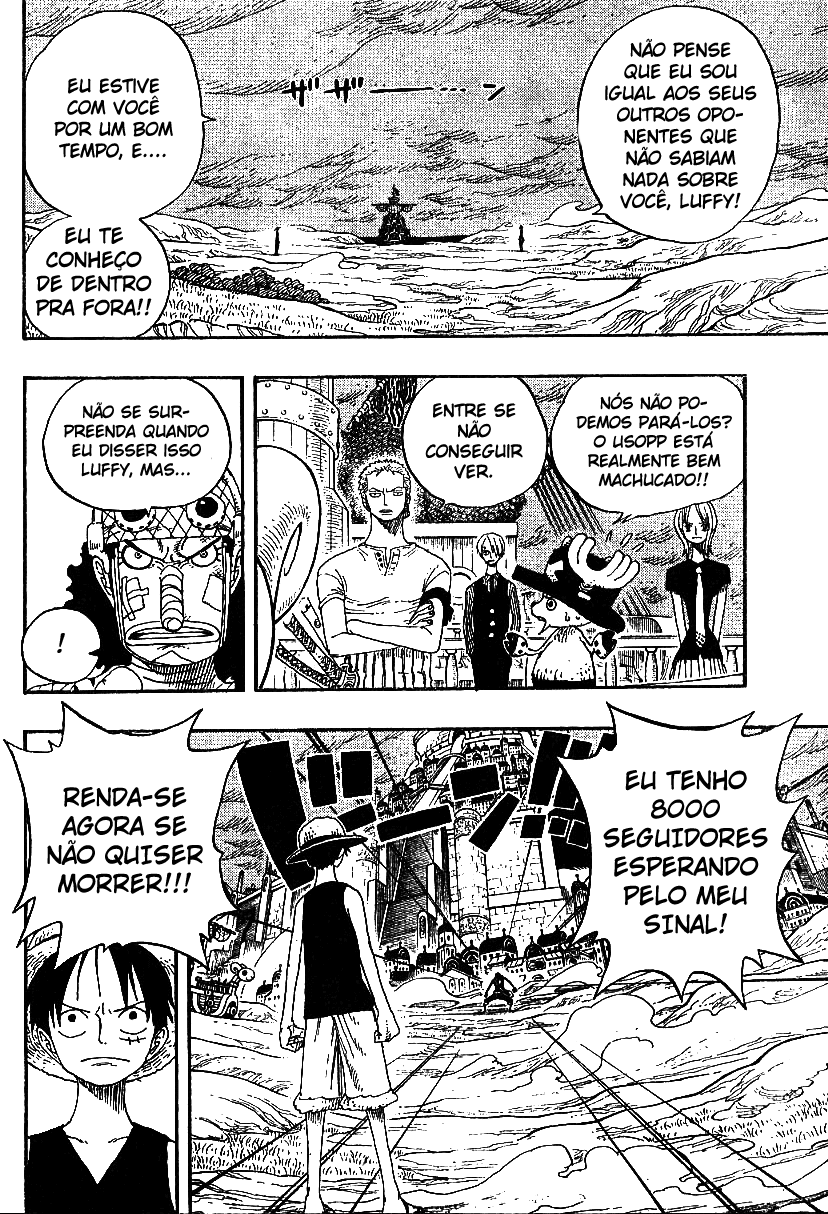 NÃO PENSE
QUE EU SOU
IGUAL AOS SEUS
OUTROS OPO-
NENTES QUE
NÃO SABIAM
NADA SOBRE
VOCÊ, LUFFY!
ザザ――…ン
EU ESTIVE
COM VOCÊ
POR UM BOM
TEMPO, E....
EU TE
CONHEÇO
DE DENTRO
PRA FORA!!
NÓS NÃO PO-
DEMOS PARÁ-LOS?
O USOPP ESTÁ
REALMENTE BEM
MACHUCADO!!
ENTRE SE
NÃO
CONSEGUIR
VER.
NÃO SE SUR-
PREENDA QUANDO
EU DISSER ISSO
LUFFY, MAS...
!
EU TENHO
8000
SEGUIDORES
ESPERANDO
PELO MEU
SINAL!
RENDA-SE
AGORA SE
NÃO QUISER
MORRER!!!